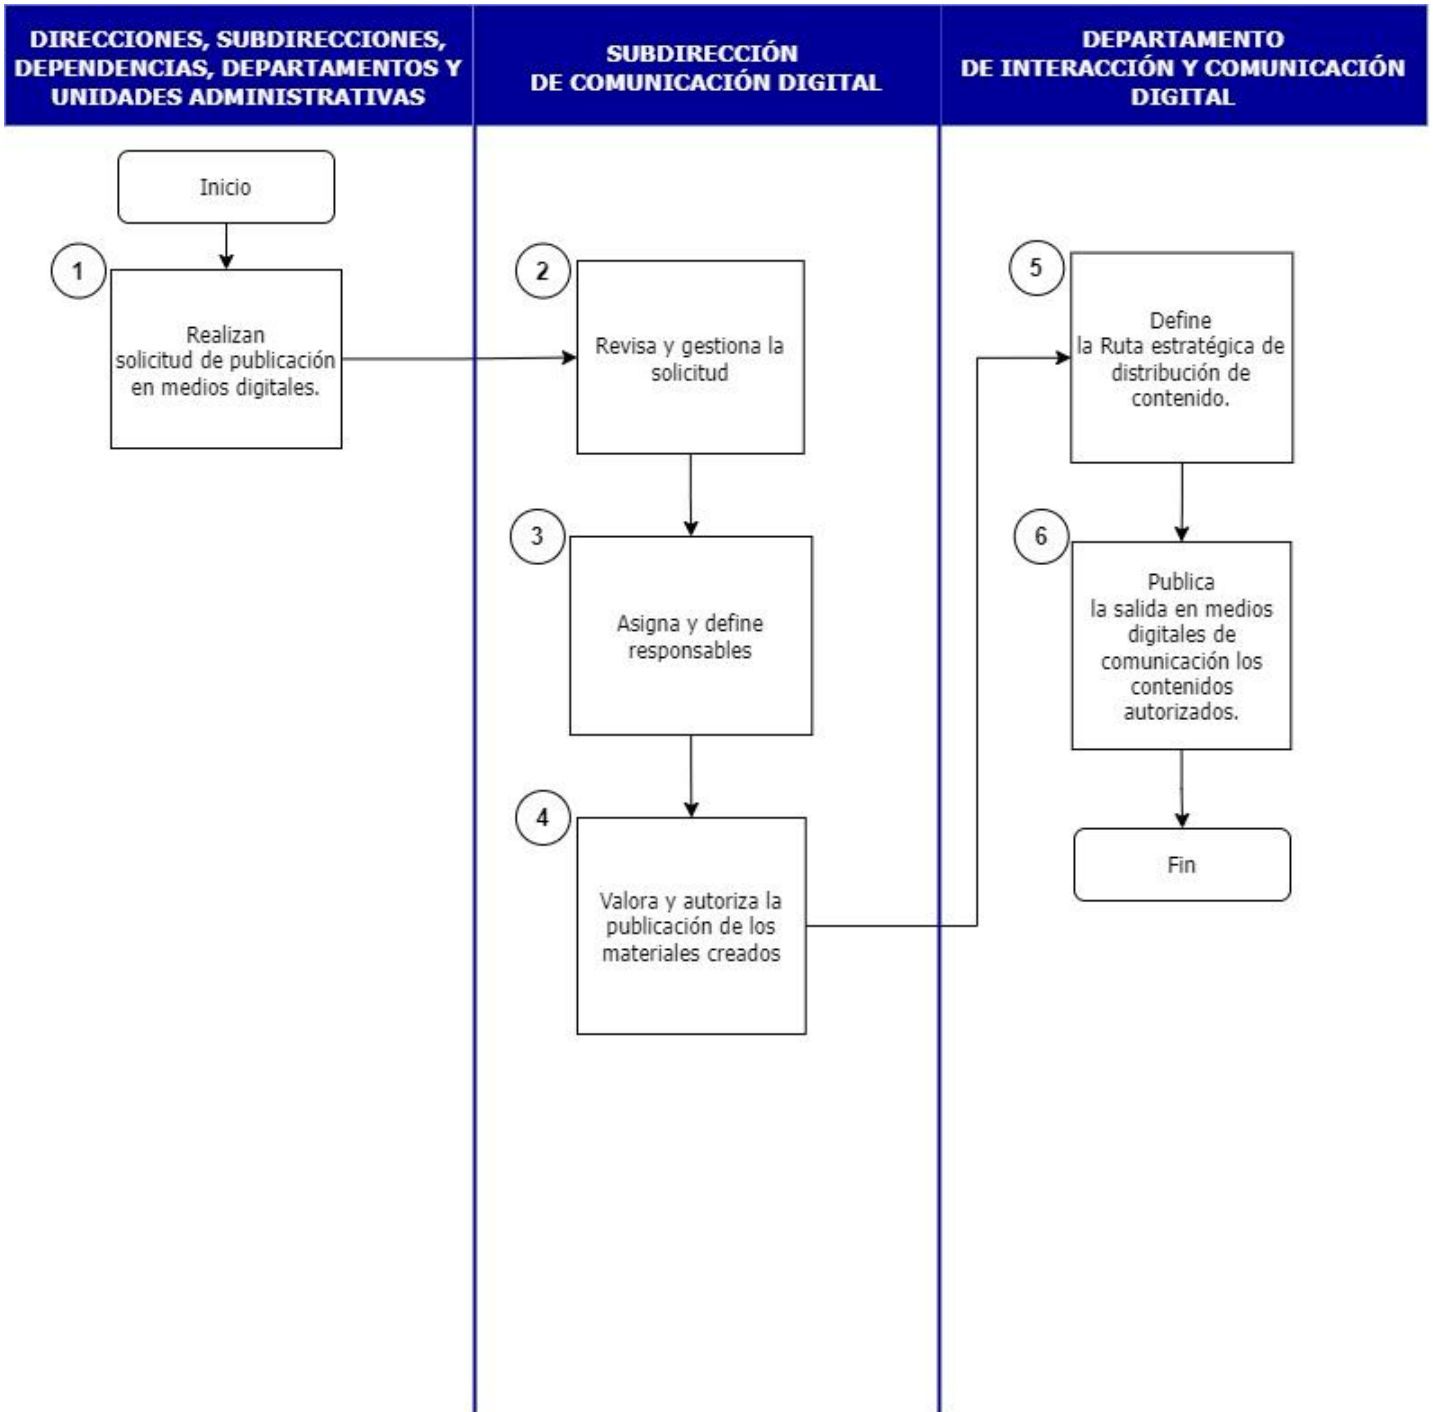 DIRECCIONES, SUBDIRECCIONES,
DEPENDENCIAS, DEPARTAMENTOS Y
UNIDADES ADMINISTRATIVAS
SUBDIRECCIÓN
DE COMUNICACIÓN DIGITAL
DEPARTAMENTO
DE INTERACCIÓN Y COMUNICACIÓN
DIGITAL
Inicio
1
Realizan
solicitud de publicación
en medios digitales.
2
Revisa y gestiona la
solicitud
3
Asigna y define
responsables
4
Valora y autoriza la
publicación de los
materiales creados
5
Define
la Ruta estratégica de
distribución de
contenido.
6
Publica
la salida en medios
digitales de
comunicación los
contenidos
autorizados.
Fin